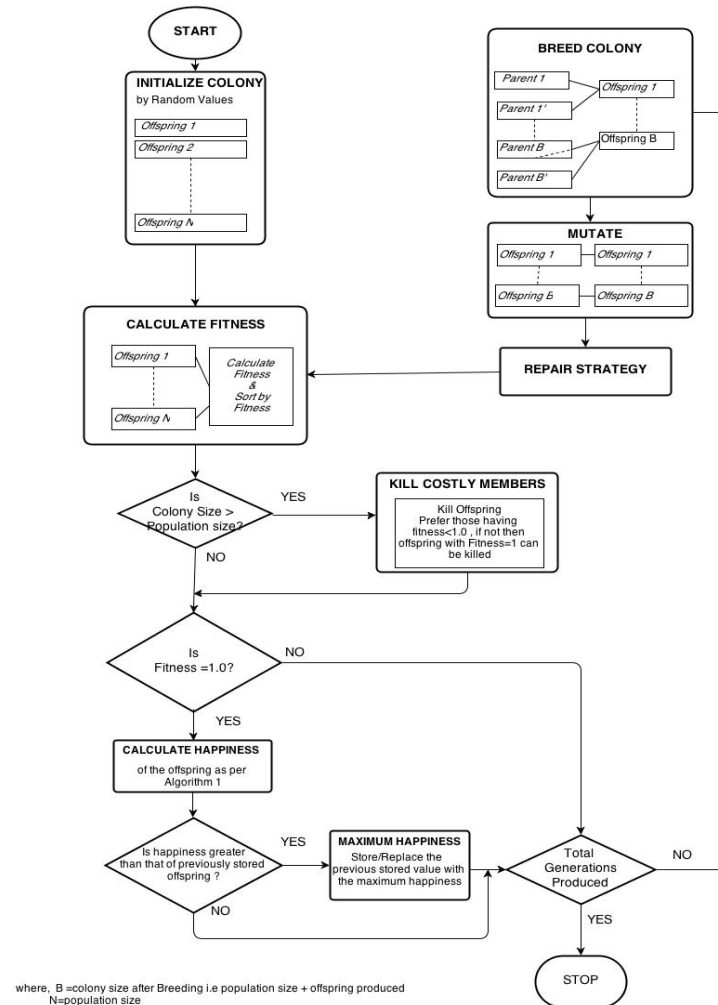 START
INITIALIZE COLONY
by Random Values
Offspring 1
Offspring 2
Offspring N
CALCULATE FITNESS
Offspring 1
Offspring N
Calculate
Fitness
&
Sort by
Fitness
Is
Colony Size >
Population size?
YES
NO
KILL COSTLY MEMBERS
Kill Offspring
Prefer those having
fitness<1.0 , if not then
offspring with Fitness=1 can
be killed
Is
Fitness =1.0?
NO
YES
CALCULATE HAPPINESS
of the offspring as per
Algorithm 1
Is happiness greater
than that of previously stored
offspring ?
YES
NO
MAXIMUM HAPPINESS
Store/Replace the
previous stored value with
the maximum happiness
Total
Generations
Produced
NO
YES
STOP
BREED COLONY
Parent 1
Parent 1'
Parent B
Parent B'
Offspring 1
Offspring B
MUTATE
Offspring 1
Offspring 1
Offspring B
Offspring B
REPAIR STRATEGY
where, B =colony size after Breeding i.e population size + offspring produced
N=population size